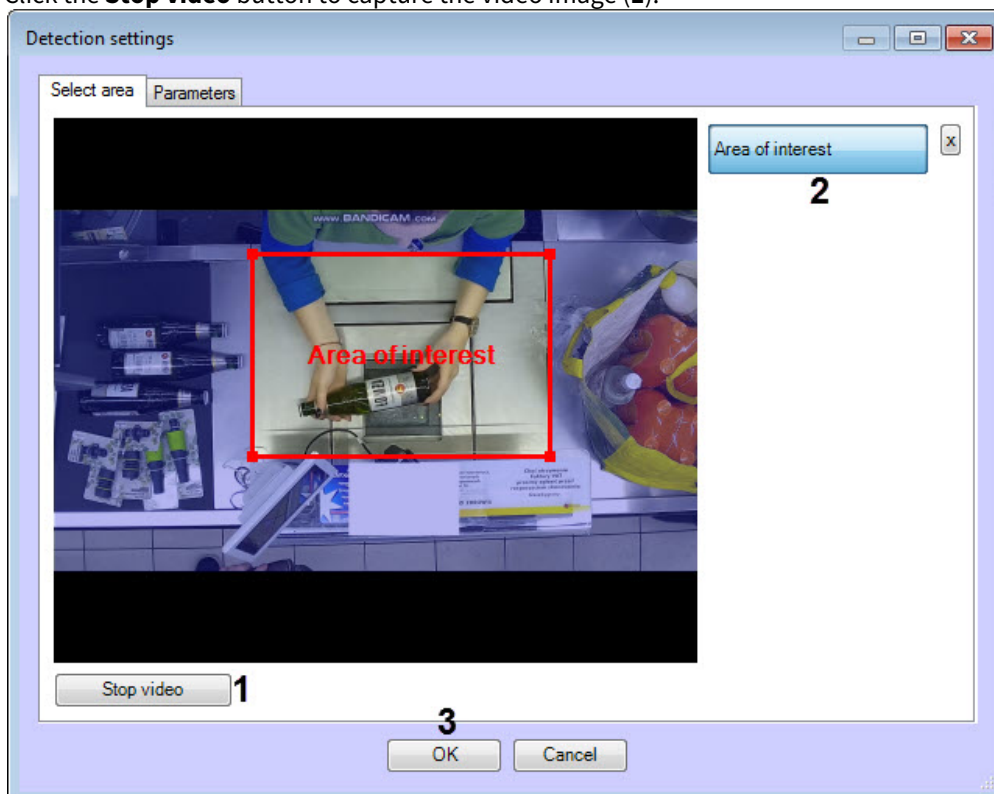 Click the Stop video button to capture the video image (1).
Detection settings
Select area
Parameters
Area of interest
x
2
www.BANDICAM.com
Area of interest
Stop video
1
3
OK
Cancel